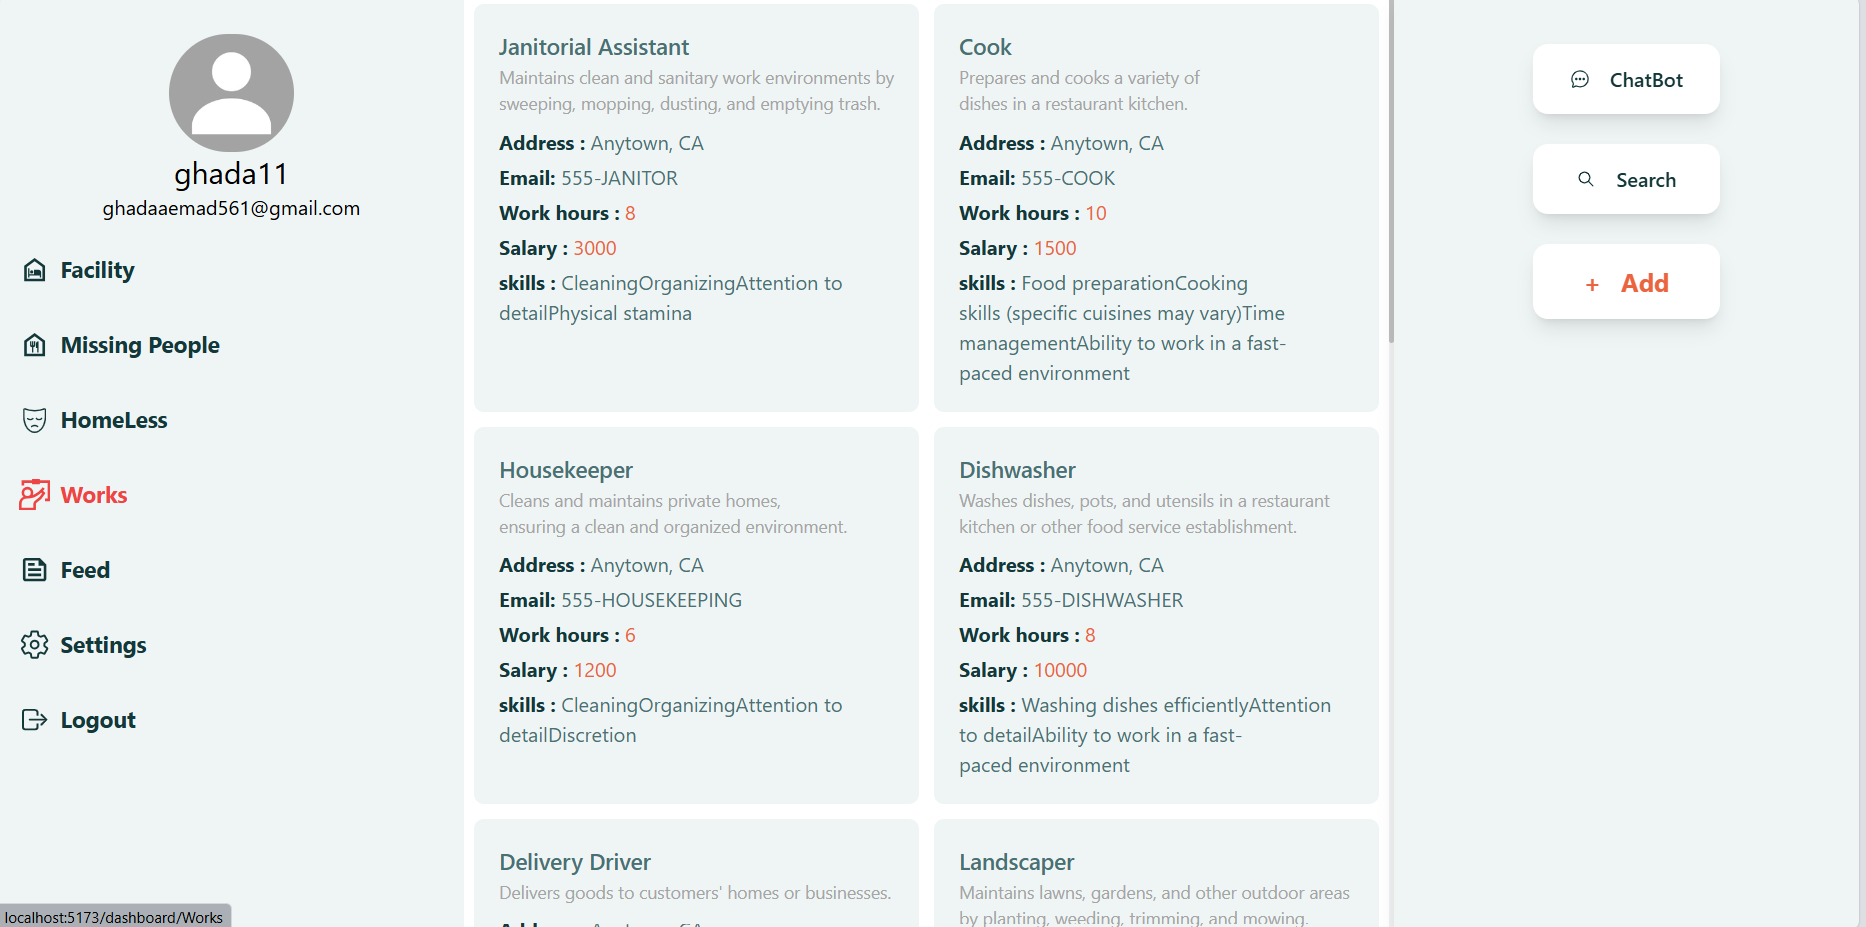 ghada11
ghadaaemad561@gmail.com
Facility
Missing People
HomeLess
Works
Feed
Settings
Logout
localhost:5173/dashboard/Works
Janitorial Assistant
Maintains clean and sanitary work environments by
sweeping, mopping, dusting, and emptying trash.
Address : Anytown, CA
Email: 555-JANITOR
Work hours : 8
Salary : 3000
skills : CleaningOrganizingAttention to
detailPhysical stamina
Cook
Prepares and cooks a variety of
dishes in a restaurant kitchen.
Address : Anytown, CA
Email: 555-COOK
Work hours : 10
Salary : 1500
skills : Food preparationCooking
skills (specific cuisines may vary)Time
managementAbility to work in a fast-
paced environment
Housekeeper
Cleans and maintains private homes,
ensuring a clean and organized environment.
Address : Anytown, CA
Email: 555-HOUSEKEEPING
Work hours : 6
Salary : 1200
skills : CleaningOrganizingAttention to
detailDiscretion
Dishwasher
Washes dishes, pots, and utensils in a restaurant
kitchen or other food service establishment.
Address : Anytown, CA
Email: 555-DISHWASHER
Work hours : 8
Salary : 10000
skills : Washing dishes efficientlyAttention
to detailAbility to work in a fast-
paced environment
Delivery Driver
Delivers goods to customers' homes or businesses.
Landscaper
Maintains lawns, gardens, and other outdoor areas
by planting, weeding, trimming, and mowing.
ChatBot
Search
+ Add